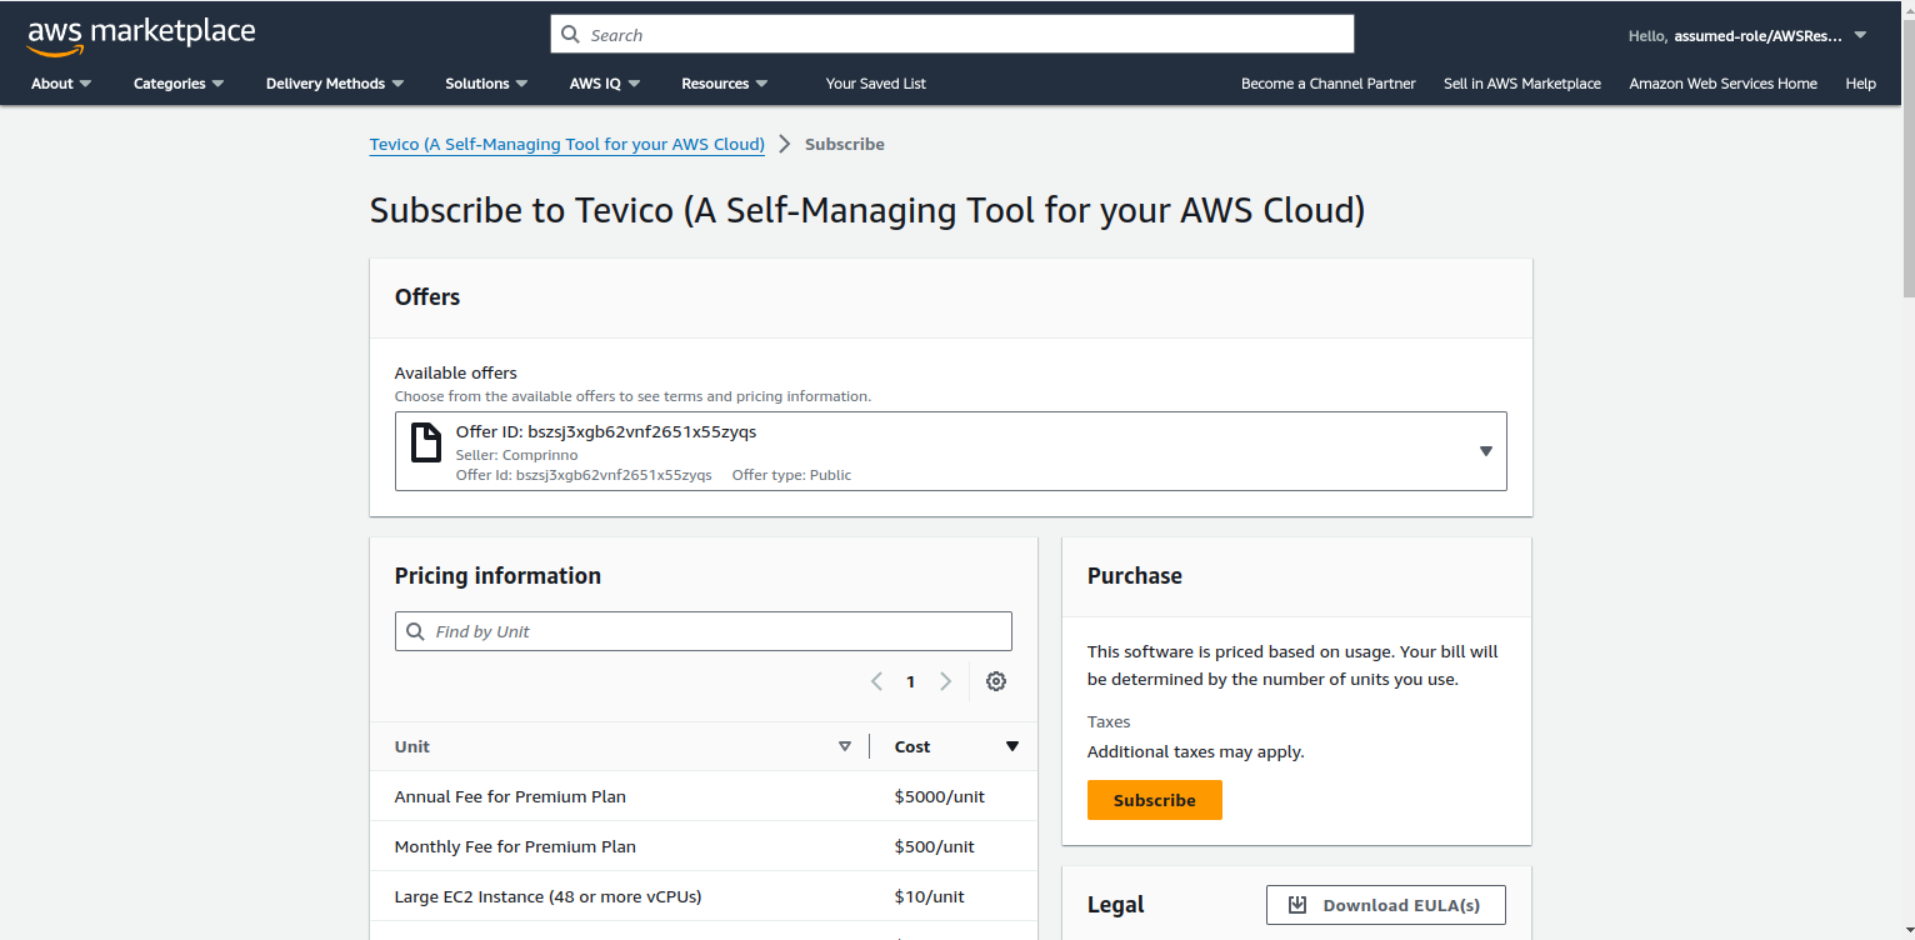 aws marketplace
Search
Hello, assumed-role/AWSRes...
About
Categories
Delivery Methods
Solutions
AWS IQ
Resources
Your Saved List
Become a Channel Partner
Sell in AWS Marketplace
Amazon Web Services Home
Help
Tevico (A Self-Managing Tool for your AWS Cloud)
Subscribe
Subscribe to Tevico (A Self-Managing Tool for your AWS Cloud)
Offers
Available offers
Choose from the available offers to see terms and pricing information.
Offer ID: bszsj3xgb62vnf2651x55zyqs
Seller: Comprinno
Offer Id: bszsj3xgb62vnf2651x55zyqs Offer type: Public
Pricing information
Find by Unit
1
Unit Cost
Annual Fee for Premium Plan $5000/unit
Monthly Fee for Premium Plan $500/unit
Large EC2 Instance (48 or more vCPUs) $10/unit
Purchase
This software is priced based on usage. Your bill will
be determined by the number of units you use.
Taxes
Additional taxes may apply.
Subscribe
Legal
Download EULA(s)